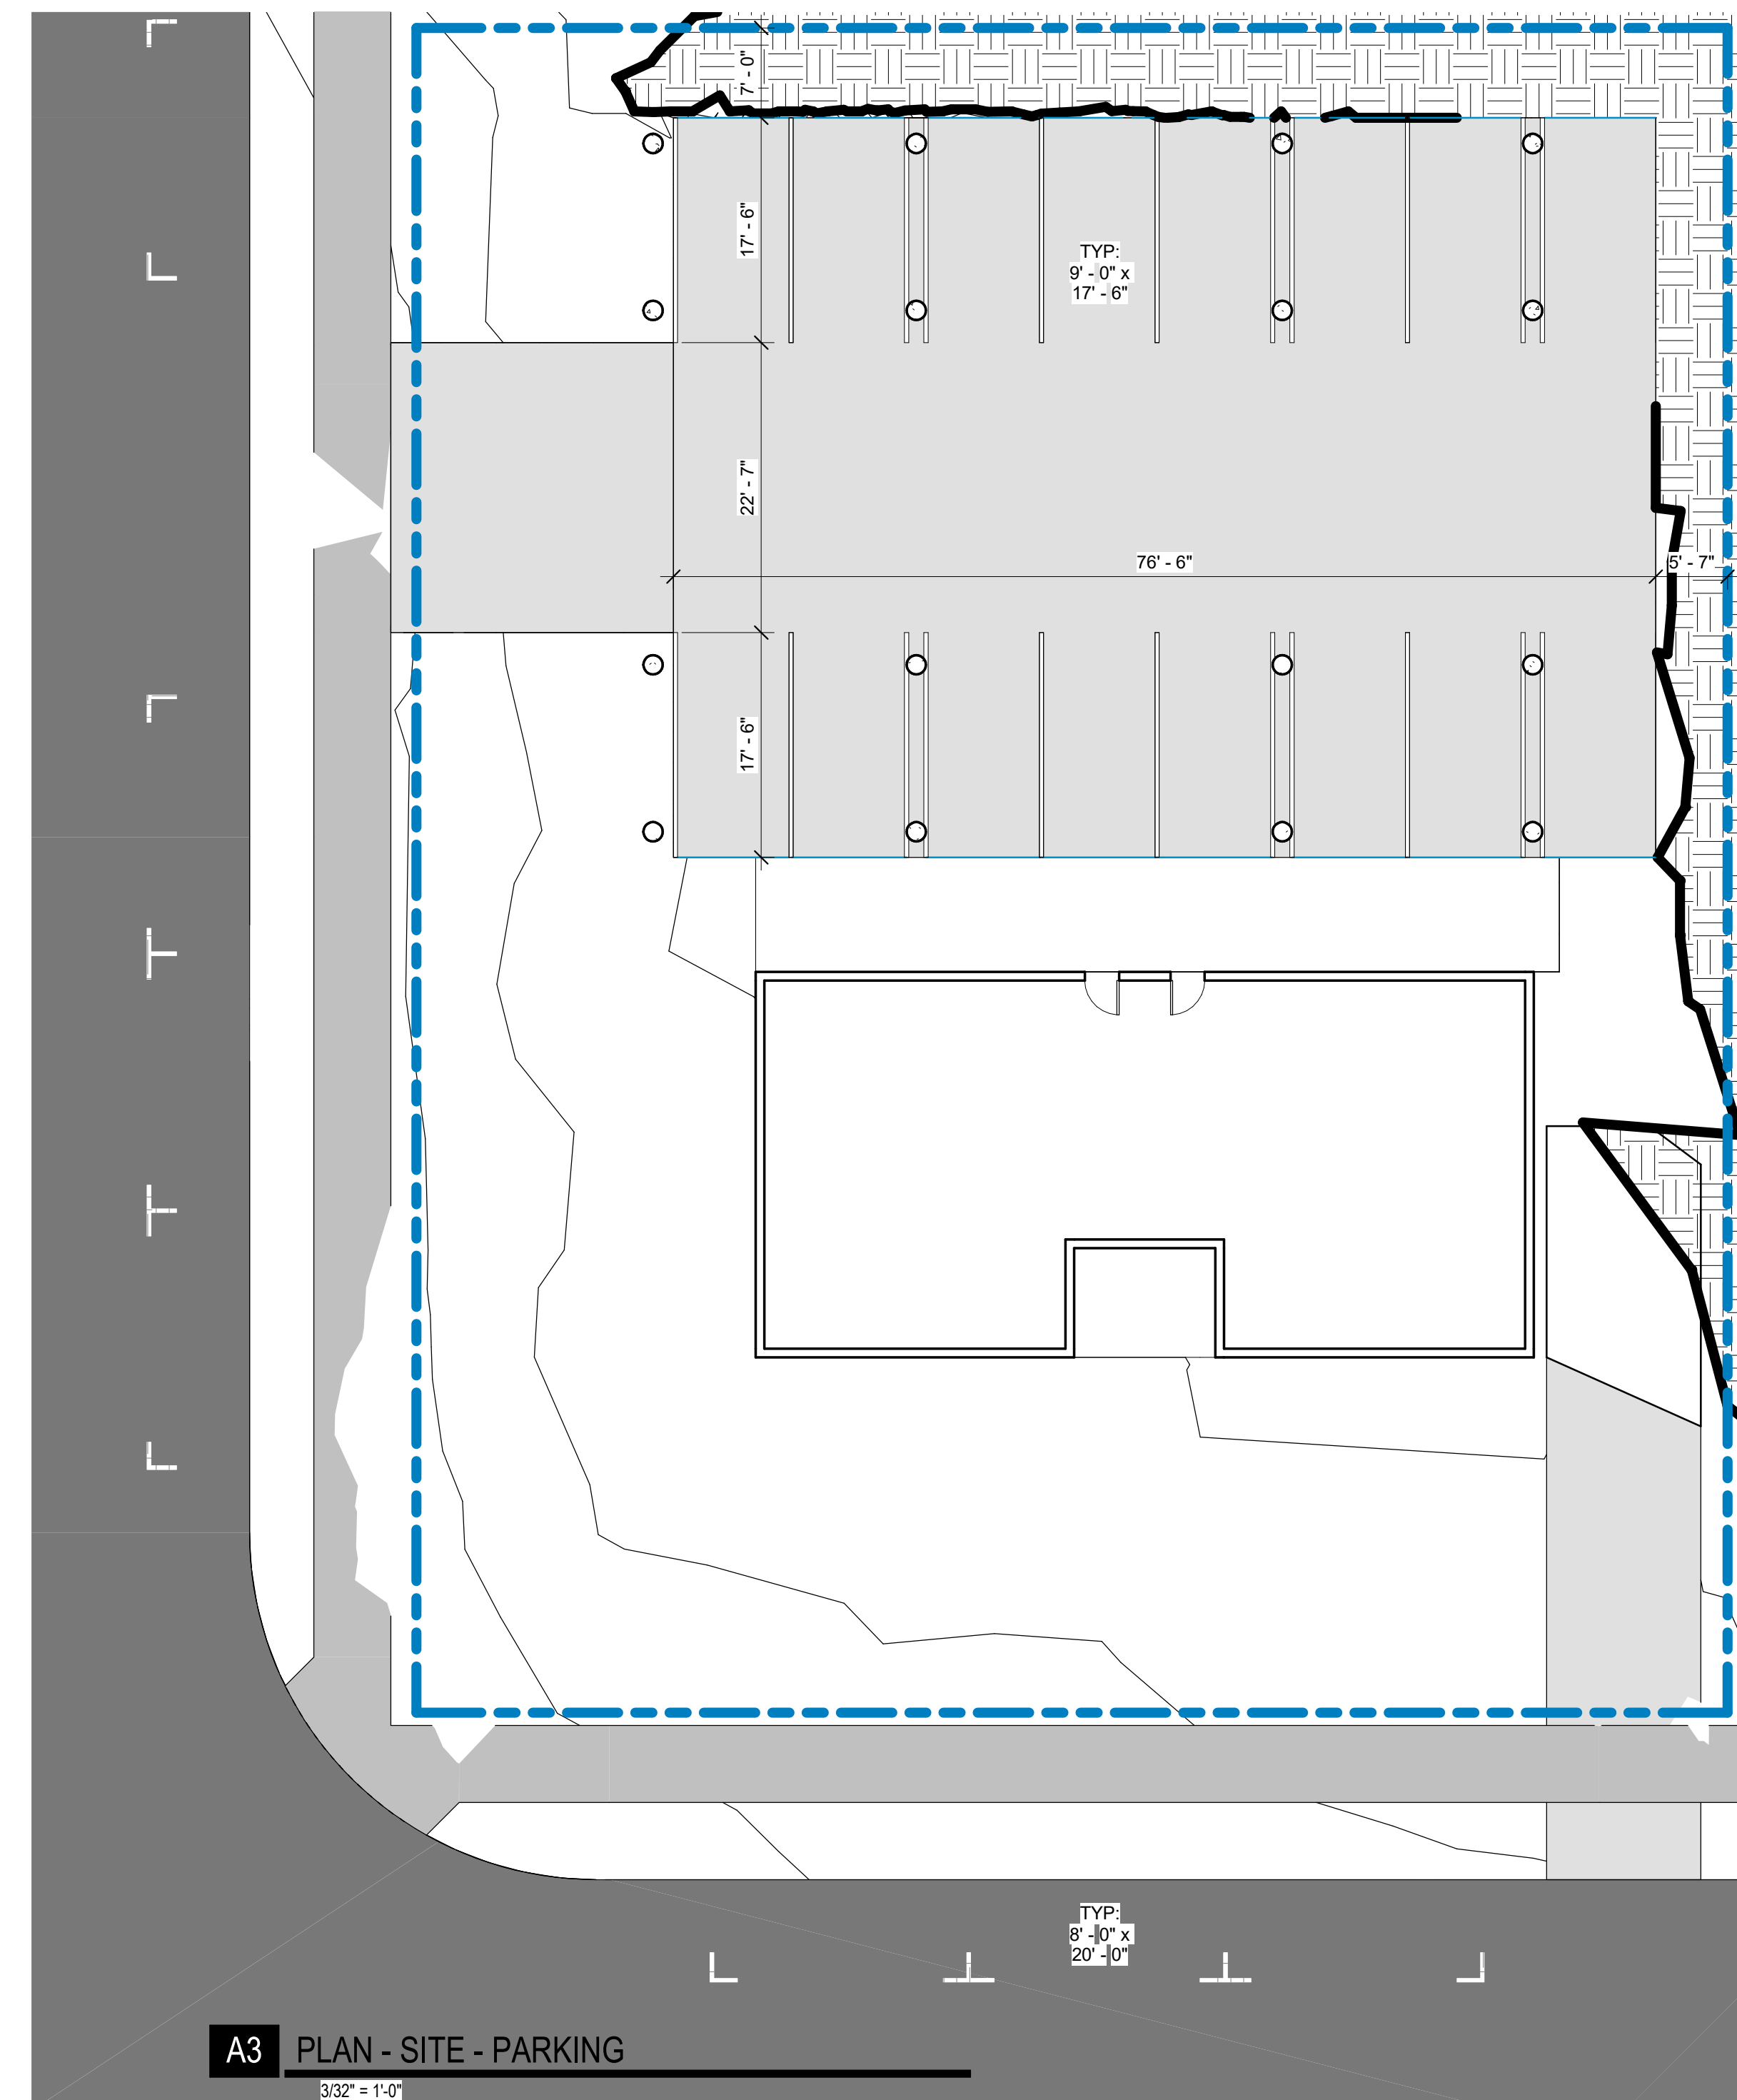 7' - 0"
17' - 6"
TYP:
9' - 0" x
17' - 6"
22' - 7"
76' - 6"
5' - 7"
17' - 6"
TYP:
8' - 0" x
20' - 0"
A3 PLAN - SITE - PARKING
3/32" = 1'-0"